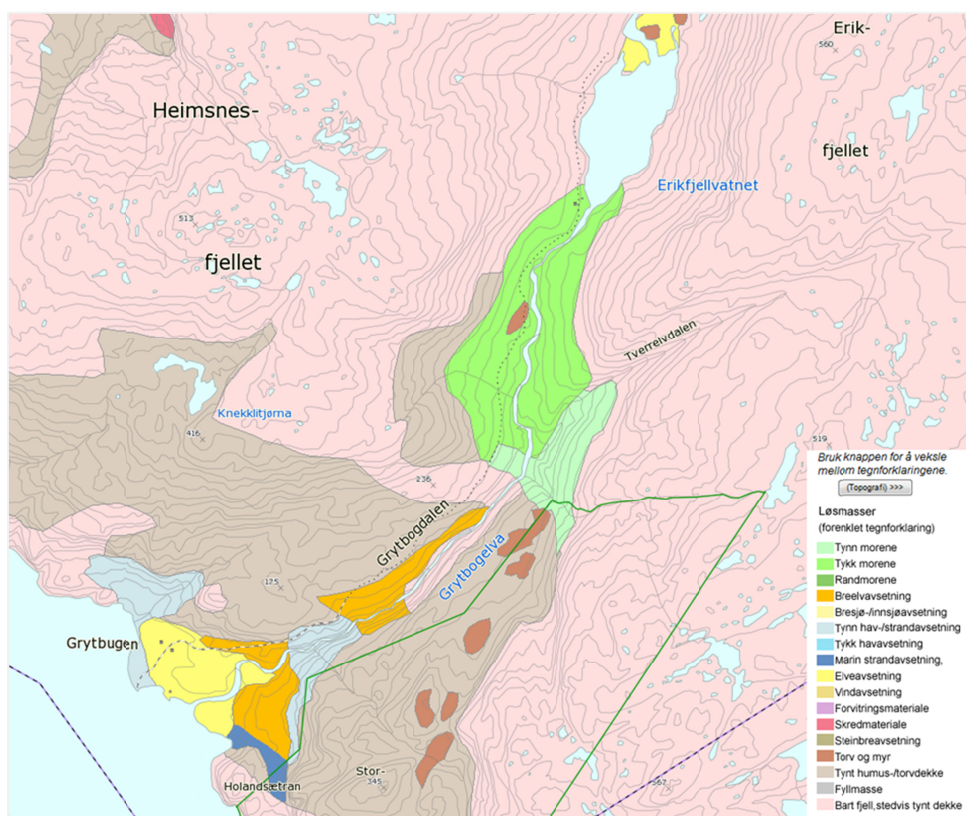 Erik-
560
Heimsnes-
fjellet
Erikfjellvatnet
513
fjellet
Tverrelvdalen
Knekklitjørna
416
519
236
Grytbogdalen
Grytbogelva
175
Grytbugen
Stor-
345
Holandsætran
567
Bruk knappen for å veksle
mellom tegnforklaringene.
(Topografi) >>>
Løsmasser
(forenklet tegnforklaring)
Tynn morene
Tykk morene
Randmorene
Breelvavsetning
Bresjø-/innsjøavsetning
Tynn hav-/strandavsetning
Tykk havavsetning
Marin strandavsetning,
Elveavsetning
Vindavsetning
Forvitringsmateriale
Skredmateriale
Steinbreavsetning
Torv og myr
Tynt humus-/torvdekke
Fyllmasse
Bart fjell,stedvis tynt dekke